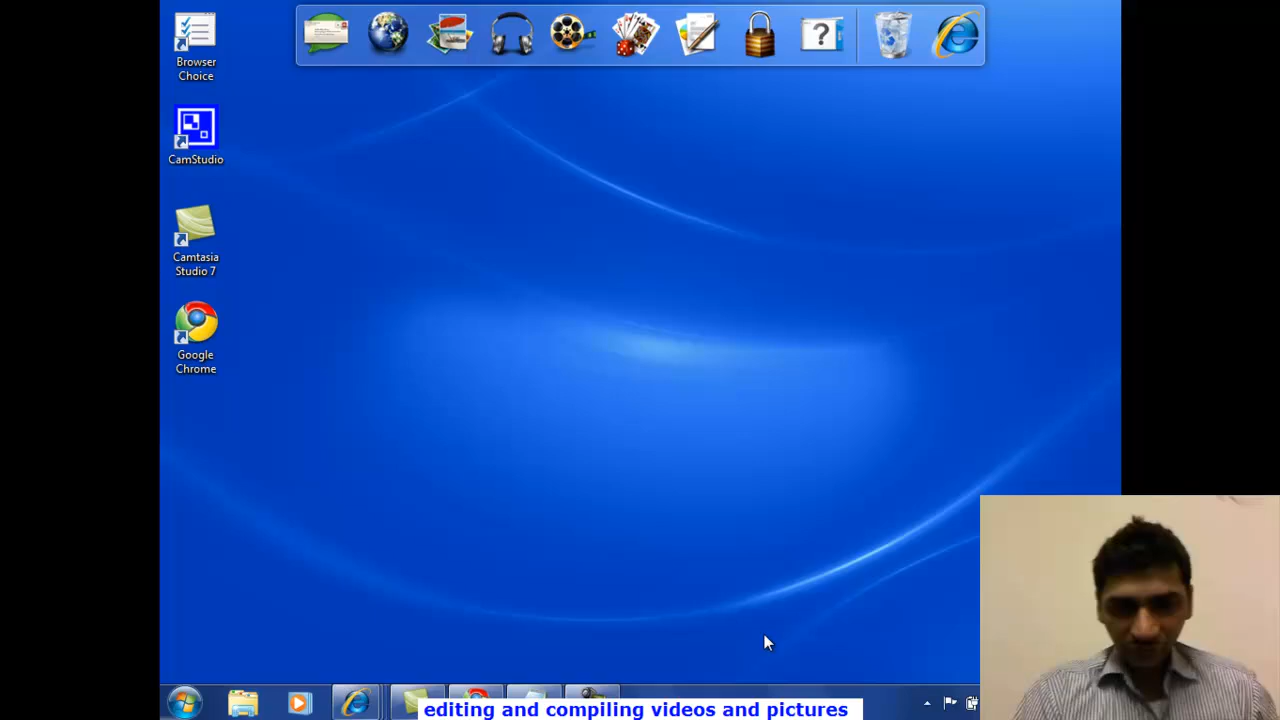 Browser
Choice
CamStudio
Camtasia
Studio 7
Google
Chrome
editing and compiling videos and pictures